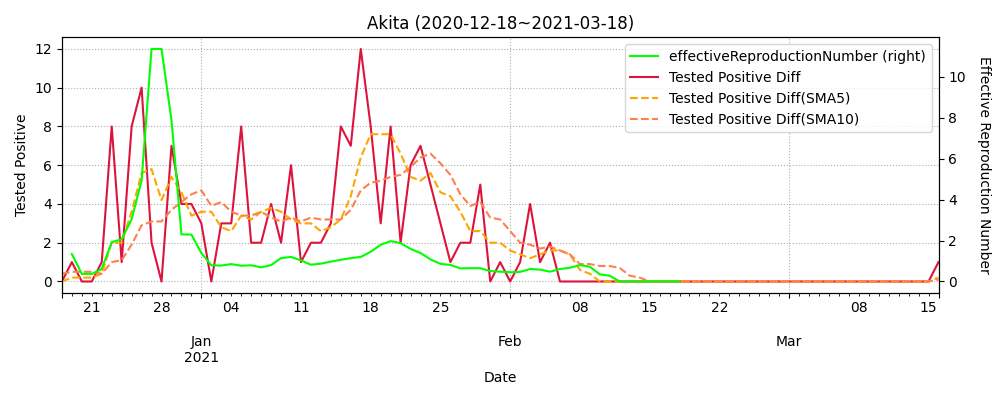 Akita (2020-12-18~2021-03-18)
effectiveReproductionNumber (right)
Tested Positive Diff
Tested Positive Diff(SMA5)
Tested Positive Diff(SMA10)
Tested Positive
12
10
8
6
4
2
0
Effective Reproduction Number
10
8
6
4
2
0
21 28 04 11 18 25 08 15 22 08 15
Jan Feb Mar
2021
Date